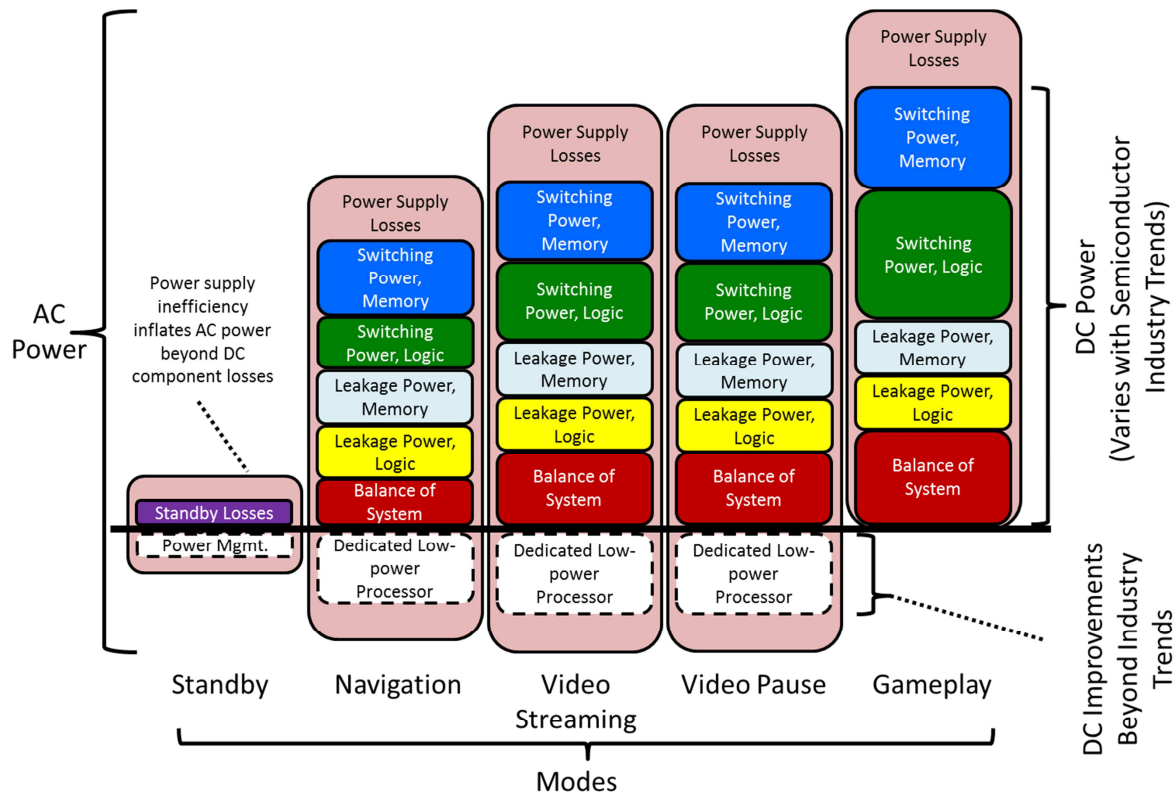 AC
Power
Power supply
inefficiency
inflates AC power
beyond DC
component losses
Standby Losses
Power Mgmt.
Power Supply
Losses
Switching
Power,
Memory
Switching
Power, Logic
Leakage Power,
Memory
Leakage Power,
Logic
Balance of
System
Dedicated Low-
power
Processor
Power Supply
Losses
Switching
Power,
Memory
Switching
Power, Logic
Leakage Power,
Memory
Leakage Power,
Logic
Balance of
System
Dedicated Low-
power
Processor
Power Supply
Losses
Switching
Power,
Memory
Switching
Power, Logic
Leakage Power,
Memory
Leakage Power,
Logic
Balance of
System
Dedicated Low-
power
Processor
Power Supply
Losses
Switching
Power,
Memory
Switching
Power, Logic
Leakage Power,
Memory
Leakage Power,
Logic
Balance of
System
DC Power
(Varies with Semiconductor
Industry Trends)
DC Improvements
Beyond Industry
Trends
Standby
Navigation
Video
Streaming
Video Pause
Gameplay
Modes